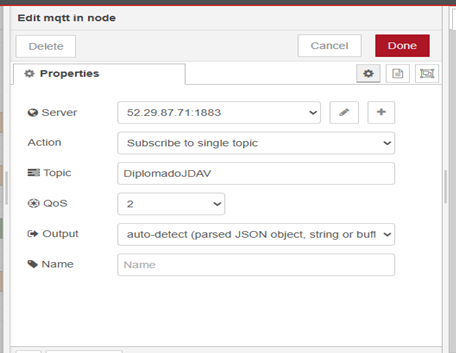 Edit mqtt in node
Delete
Cancel
Done
Properties
Server
52.29.87.71:1883
Action
Subscribe to single topic
Topic
DiplomadoJDAV
QoS
2
Output
auto-detect (parsed JSON object, string or buff
Name
Name